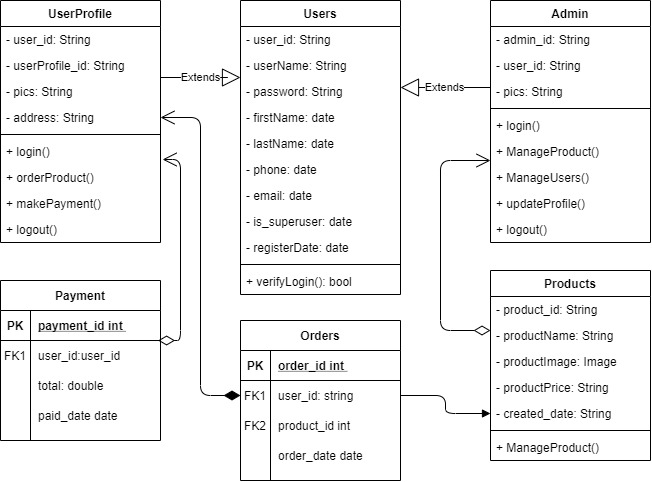 UserProfile
- user_id: String
- userProfile_id: String
- pics: String
- address: String
+ login()
+ orderProduct()
+ makePayment()
+ logout()
Extends
Users
- user_id: String
- userName: String
- password: String
- firstName: date
- lastName: date
- phone: date
- email: date
- is_superuser: date
- registerDate: date
+ verifyLogin(): bool
Extends
Admin
- admin_id: String
- user_id: String
- pics: String
+ login()
+ ManageProduct()
+ ManageUsers()
+ updateProfile()
+ logout()
Payment
PK payment_id int
FK1 user_id:user_id
total: double
paid_date date
Orders
PK order_id int
FK1 user_id: string
FK2 product_id int
order_date date
Products
- product_id: String
- productName: String
- productImage: Image
- productPrice: String
- created_date: String
+ ManageProduct()